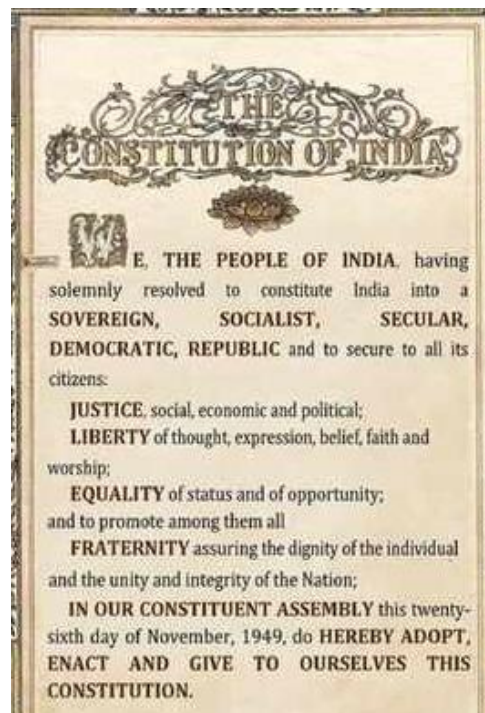 THE
CONSTITUTION OF INDIA
WE, THE PEOPLE OF INDIA, having
solemnly resolved to constitute India into a
SOVEREIGN, SOCIALIST, SECULAR,
DEMOCRATIC, REPUBLIC and to secure to all its
citizens:
JUSTICE, social, economic and political;
LIBERTY of thought, expression, belief, faith and
worship;
EQUALITY of status and of opportunity;
and to promote among them all
FRATERNITY assuring the dignity of the individual
and the unity and integrity of the Nation;
IN OUR CONSTITUENT ASSEMBLY this twenty-
sixth day of November, 1949, do HEREBY ADOPT,
ENACT AND GIVE TO OURSELVES THIS
CONSTITUTION.